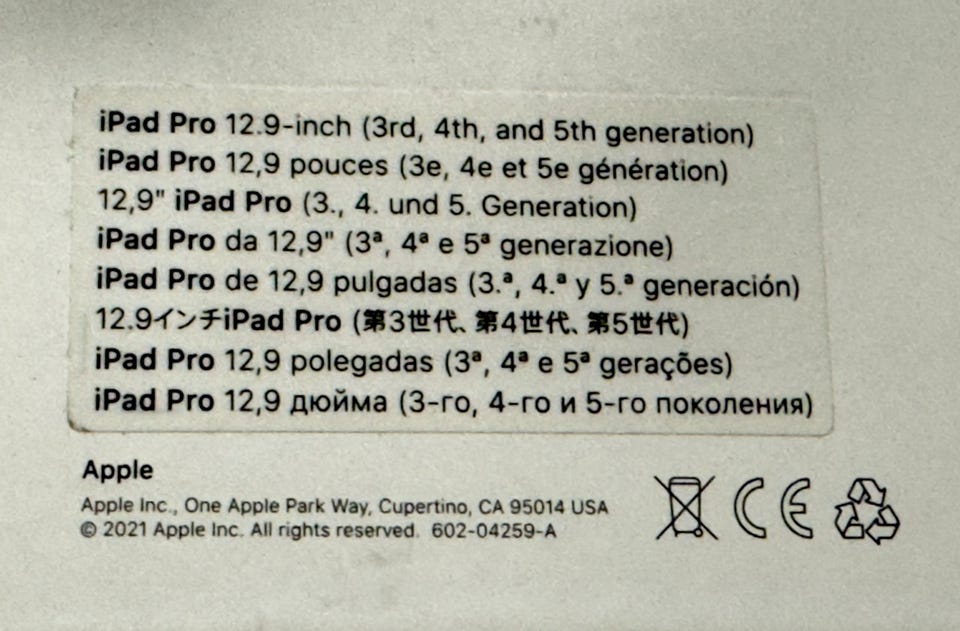 iPad Pro 12.9-inch (3rd, 4th, and 5th generation)
iPad Pro 12,9 pouces (3e, 4e et 5e génération)
12,9" iPad Pro (3., 4. und 5. Generation)
iPad Pro da 12,9" (3ª, 4ª e 5ª generazione)
iPad Pro de 12,9 pulgadas (3.ª, 4.ª y 5.ª generación)
12.9インチiPad Pro (第3世代、第4世代、第5世代)
iPad Pro 12,9 polegadas (3ª, 4ª e 5ª gerações)
iPad Pro 12,9 дюйма (3-го, 4-го и 5-го поколения)
Apple
Apple Inc., One Apple Park Way, Cupertino, CA 95014 USA
© 2021 Apple Inc. All rights reserved. 602-04259-A
CE